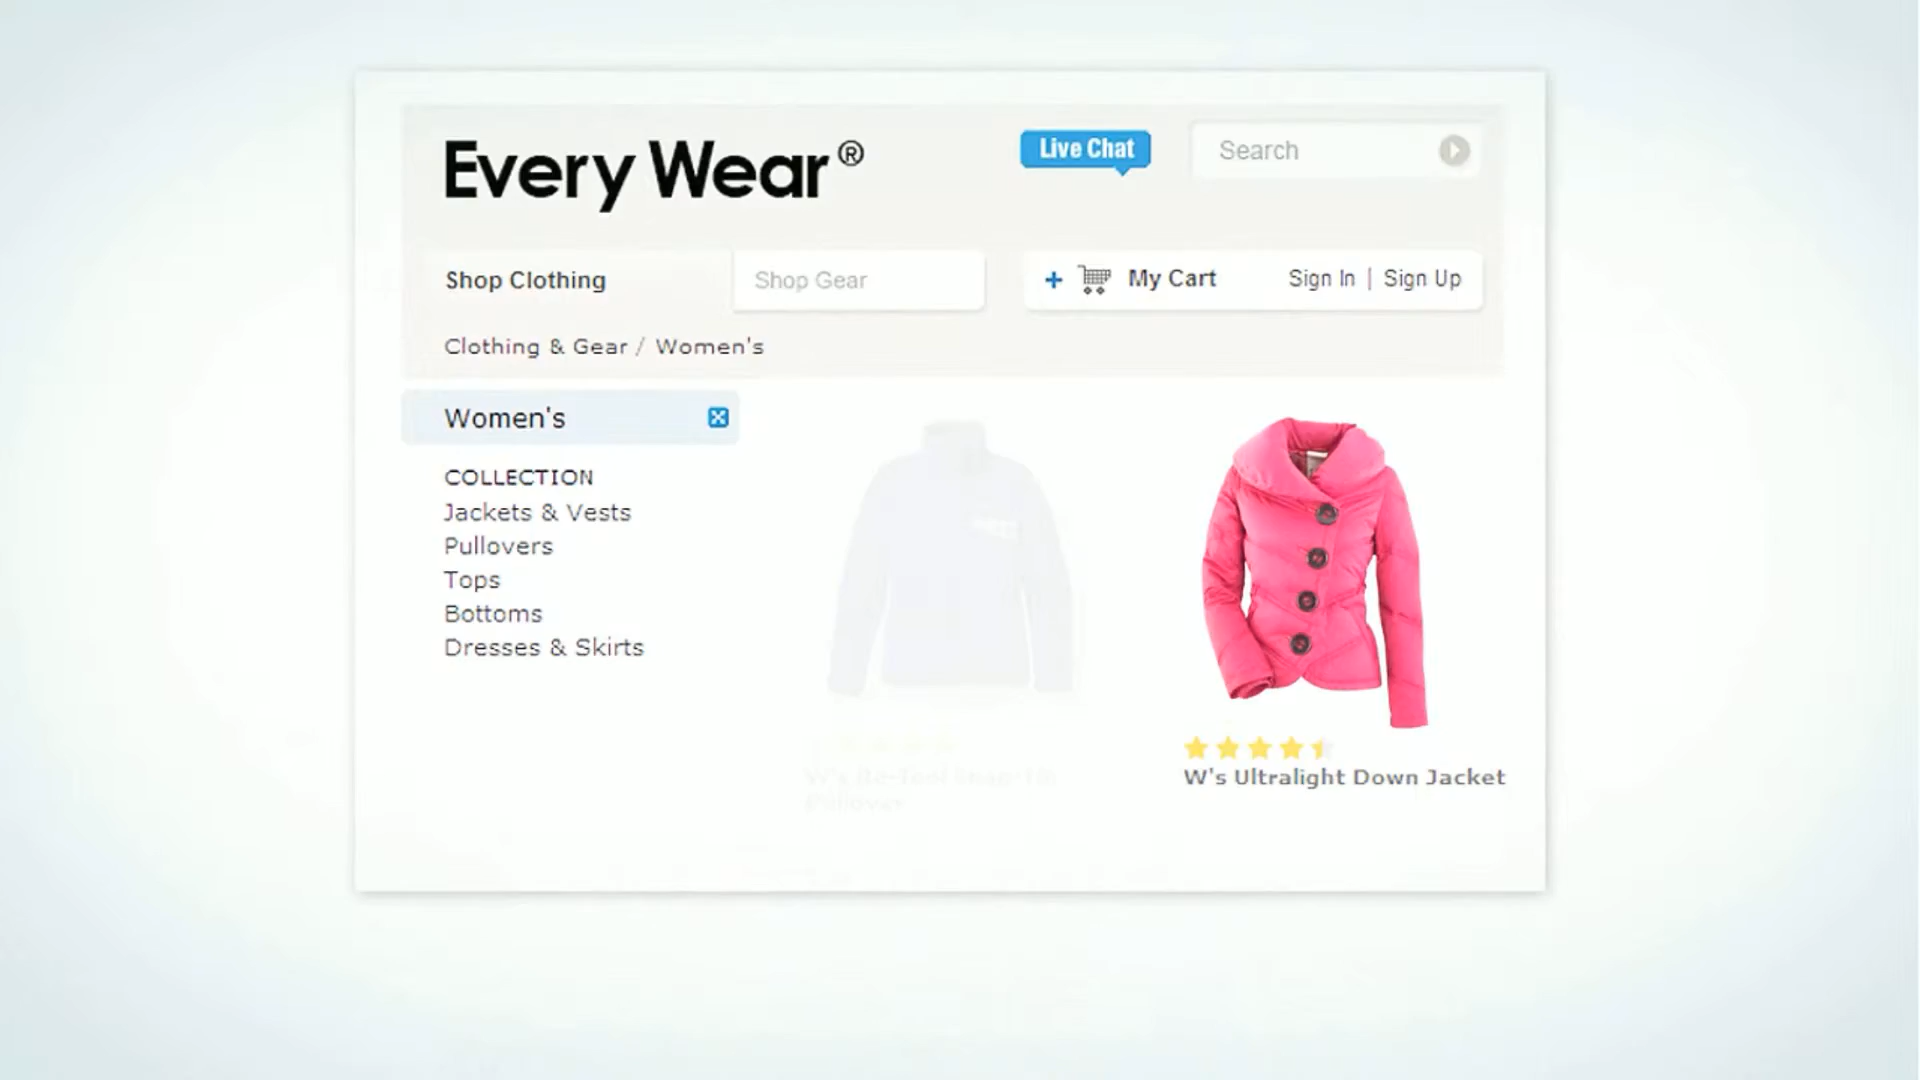 Every Wear®
Live Chat
Search
Shop Clothing
Shop Gear
My Cart
Sign In | Sign Up
Clothing & Gear / Women's
Women's
COLLECTION
Jackets & Vests
Pullovers
Tops
Bottoms
Dresses & Skirts
Pullover
W's Ultralight Down Jacket